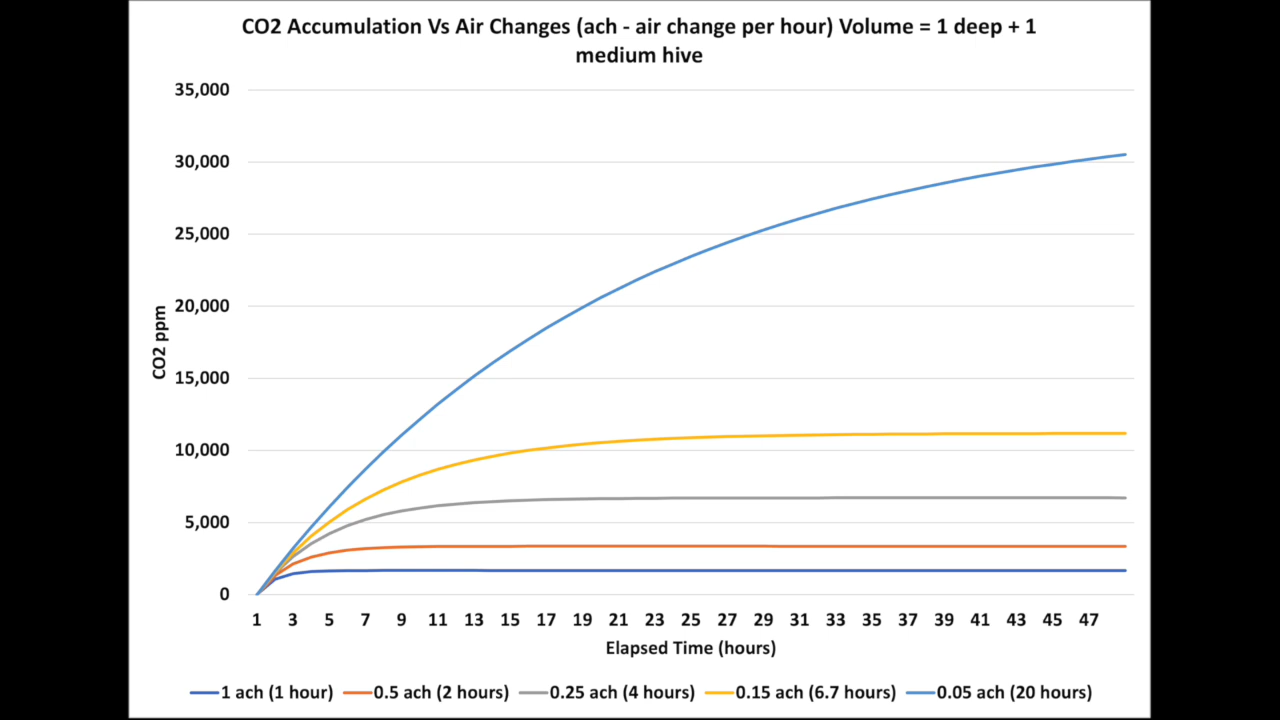 CO2 Accumulation Vs Air Changes (ach - air change per hour) Volume = 1 deep + 1
medium hive
35,000
30,000
25,000
20,000
15,000
10,000
5,000
0
CO2 ppm
1 3 5 7 9 11 13 15 17 19 21 23 25 27 29 31 33 35 37 39 41 43 45 47
Elapsed Time (hours)
1 ach (1 hour) 0.5 ach (2 hours) 0.25 ach (4 hours) 0.15 ach (6.7 hours) 0.05 ach (20 hours)